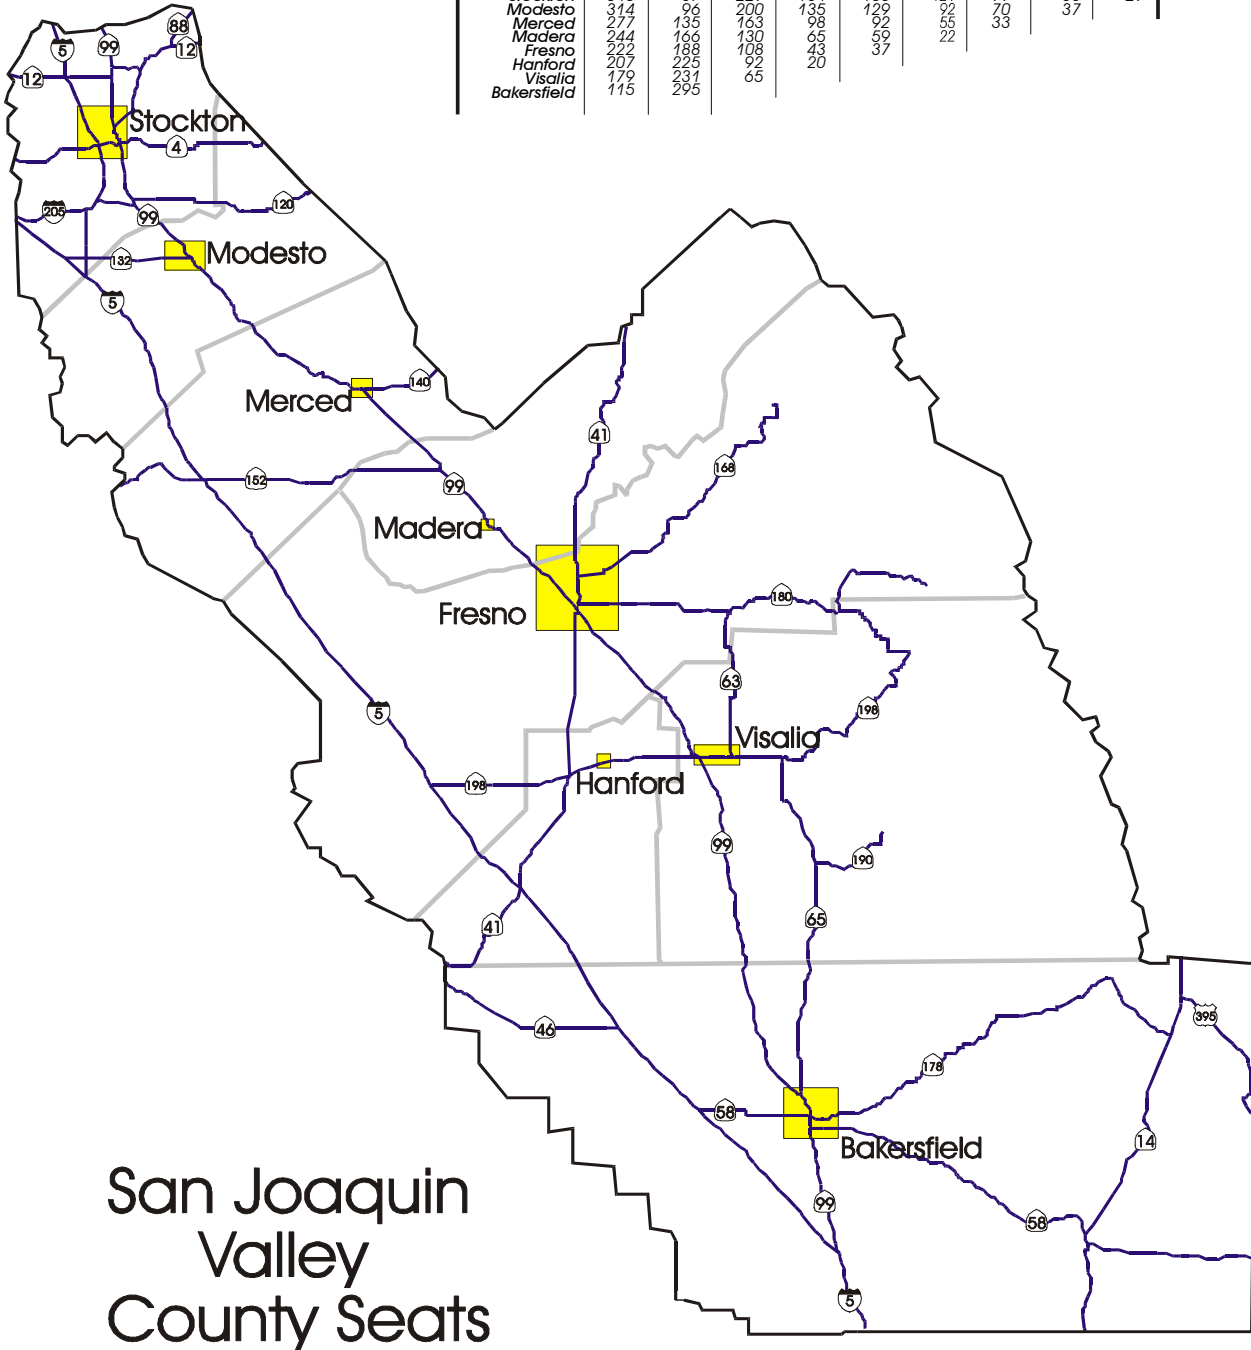 Modesto 314 96 200 135 129 92 70 37
Merced 277 135 163 98 92 55 33
Madera 244 166 130 65 59 22
Fresno 222 188 108 43 37
Hanford 207 225 92 20
Visalia 179 231 65
Bakersfield 115 295
88
5
99
12
12
Stockton
4
205
99
120
132
Modesto
5
140
Merced
41
168
152
99
Madera
180
Fresno
63
5
198
Visalia
198
Hanford
99
190
65
41
395
46
178
58
14
Bakersfield
99
58
5
San Joaquin
Valley
County Seats